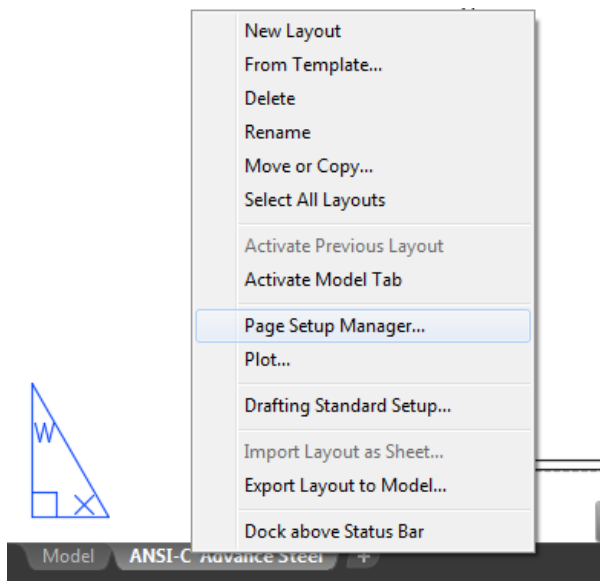 New Layout
From Template...
Delete
Rename
Move or Copy...
Select All Layouts
Activate Previous Layout
Activate Model Tab
Page Setup Manager...
Plot...
Drafting Standard Setup...
Import Layout as Sheet...
Export Layout to Model...
Dock above Status Bar
W
X
Model ANSI-C Advance Steel +